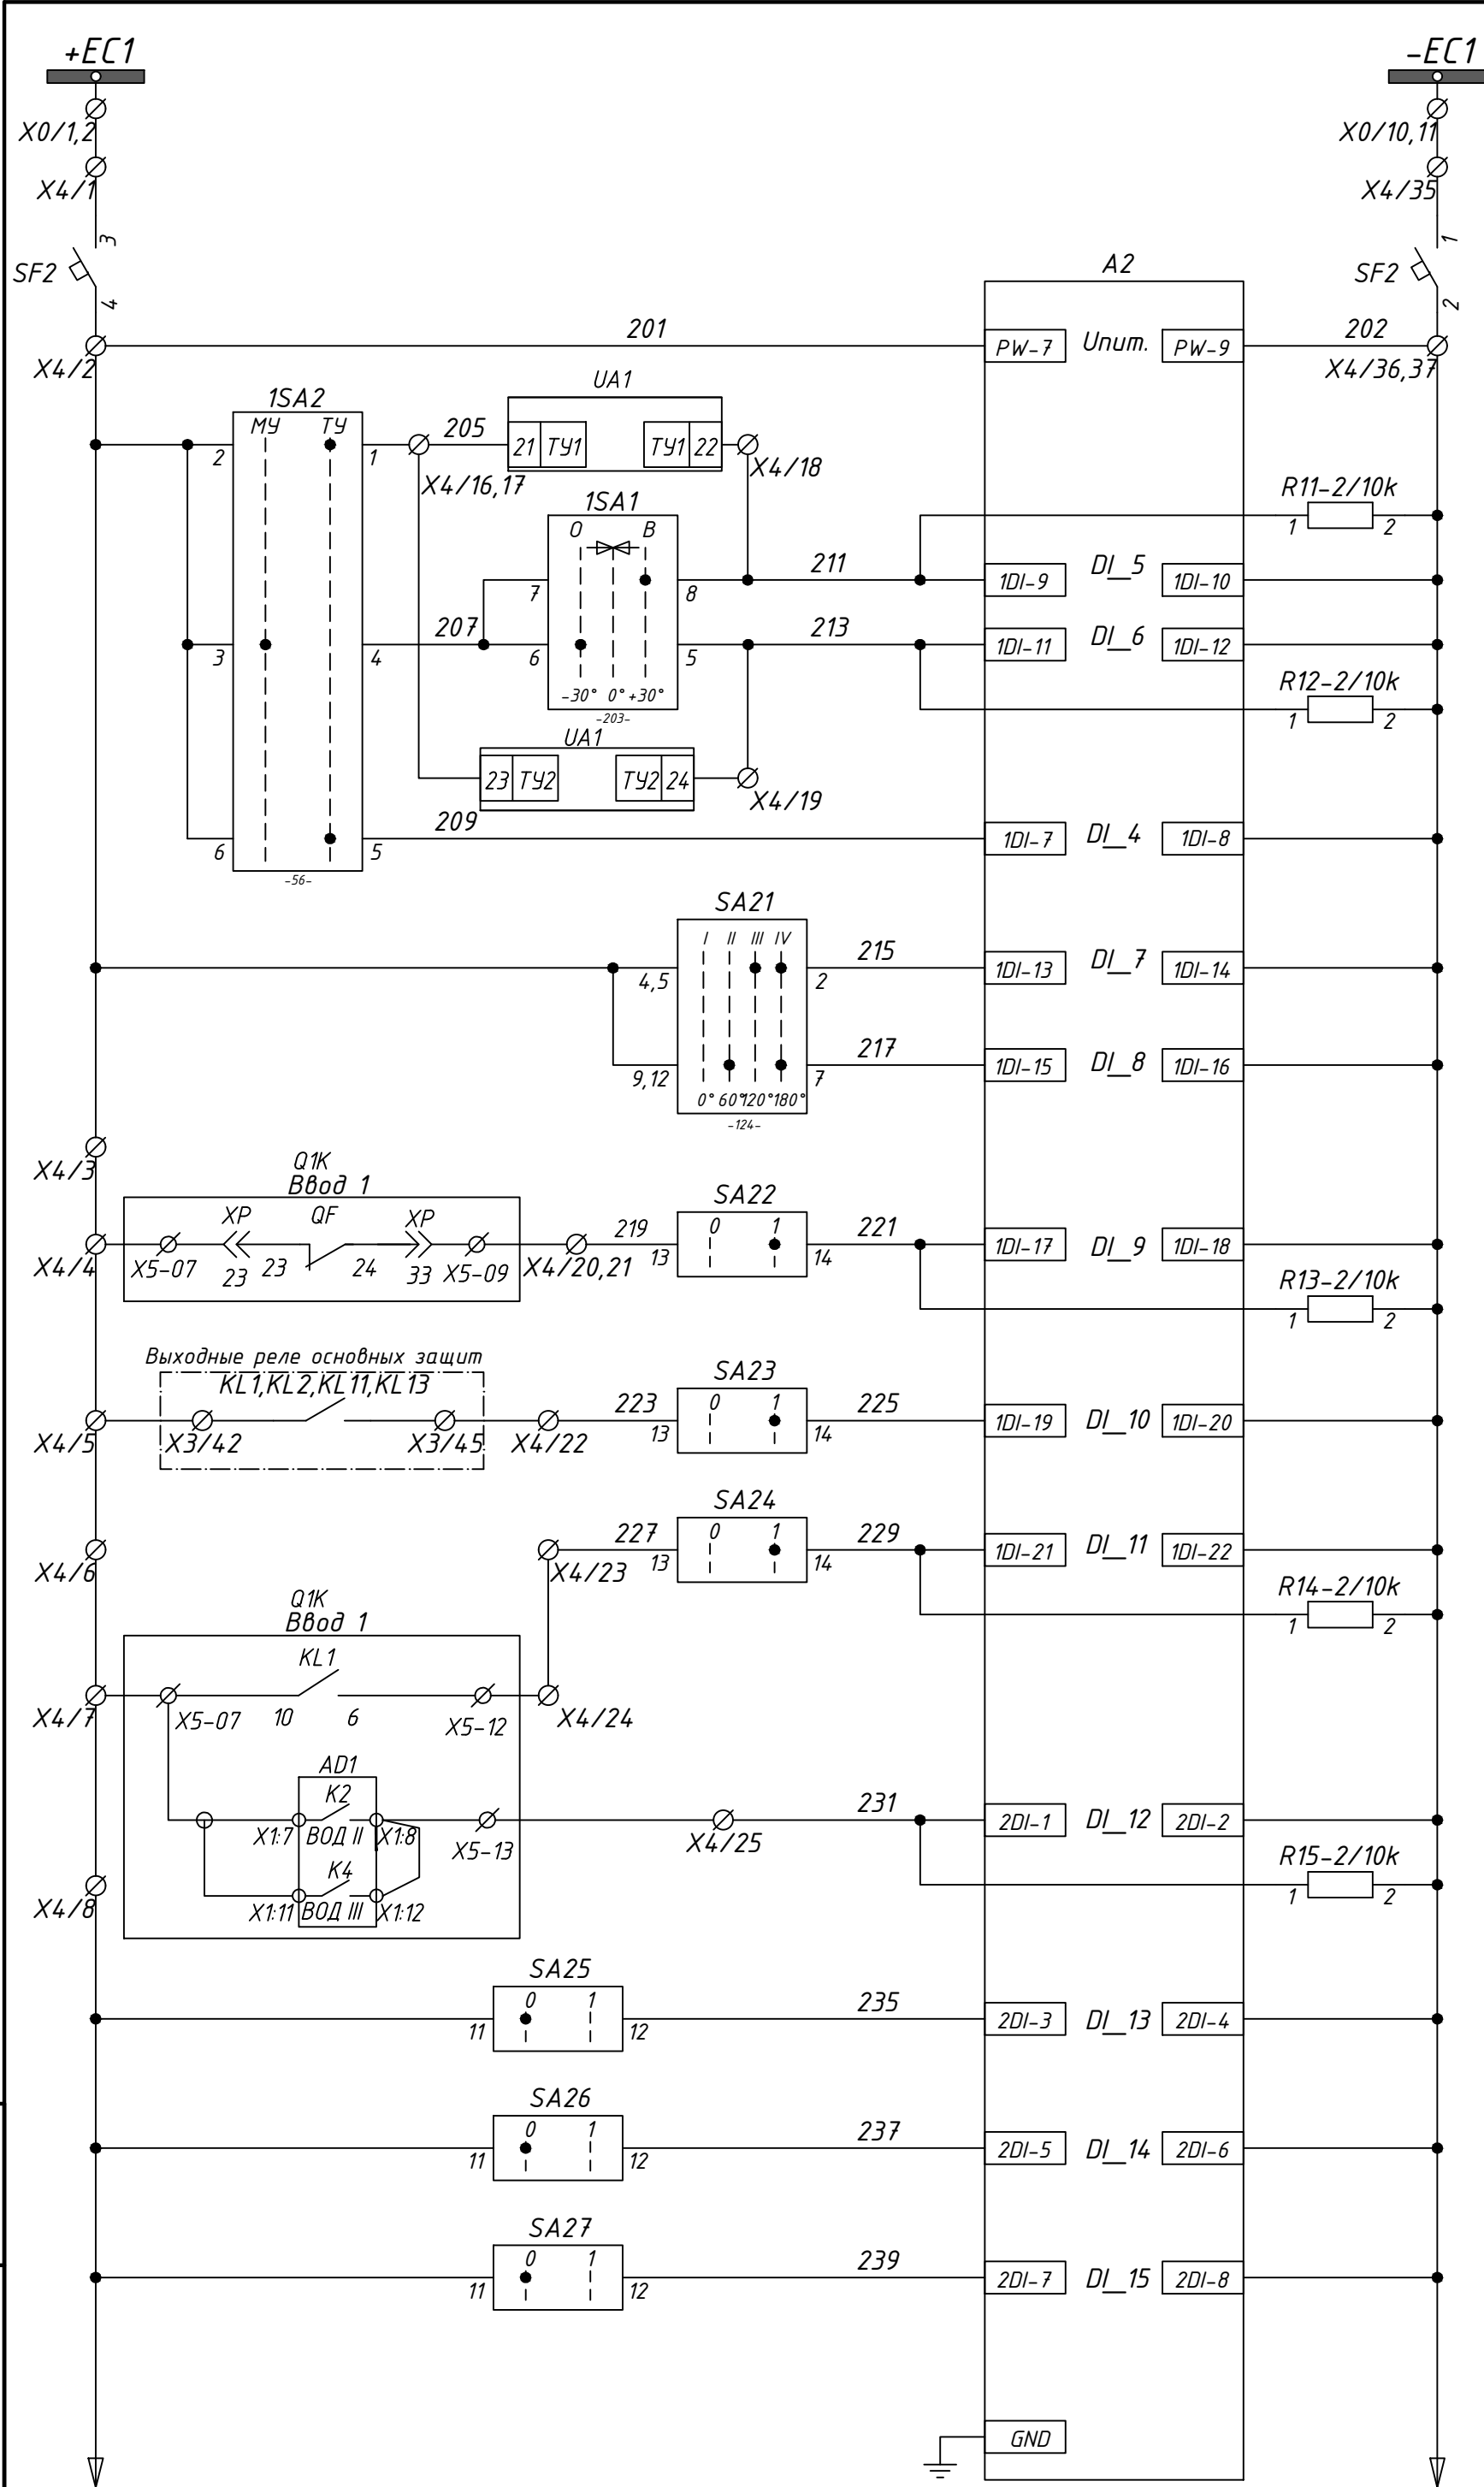 +EC1
-EC1
X0/1,2
X0/10,11
X4/1
X4/35
3
1
SF2
SF2
A2
4
2
201
PW-7
Uпит.
PW-9
202
X4/2
X4/36,37
UA1
1SA2
МУ ТУ
205
21 ТУ1
ТУ1 22
2
1
X4/16,17
X4/18
R11-2/10k
1
2
1SA1
O B
211
1DI-9
DI_5
1DI-10
7
8
207
213
1DI-11
DI_6
1DI-12
3
4
6
5
R12-2/10k
-30° 0° +30°
1
2
-203-
UA1
23 ТУ2
ТУ2 24
X4/19
209
1DI-7
DI_4
1DI-8
6
5
-56-
SA21
I II III IV
215
1DI-13
DI_7
1DI-14
4,5
2
217
1DI-15
DI_8
1DI-16
9,12
7
0° 60° 120° 180°
-124-
X4/3
Q1K
Ввод 1
SA22
XP QF XP
219
0 1
221
1DI-17
DI_9
1DI-18
X4/4
X5-07
23
23
24
33
X5-09
X4/20,21
13
14
R13-2/10k
1
2
Выходные реле основных защит
KL1,KL2,KL11,KL13
SA23
223
0 1
225
1DI-19
DI_10
1DI-20
X4/5
X3/42
X3/45
X4/22
13
14
SA24
227
0 1
229
1DI-21
DI_11
1DI-22
X4/6
X4/23
13
14
Q1K
Ввод 1
R14-2/10k
1
2
KL1
X4/7
X5-07
10
6
X5-12
X4/24
AD1
K2
231
2DI-1
DI_12
2DI-2
X1:7
ВОД II
X1:8
X5-13
X4/25
K4
R15-2/10k
X4/8
X1:11
ВОД III
X1:12
1
2
SA25
0 1
235
2DI-3
DI_13
2DI-4
11
12
SA26
0 1
237
2DI-5
DI_14
2DI-6
11
12
SA27
0 1
239
2DI-7
DI_15
2DI-8
11
12
GND